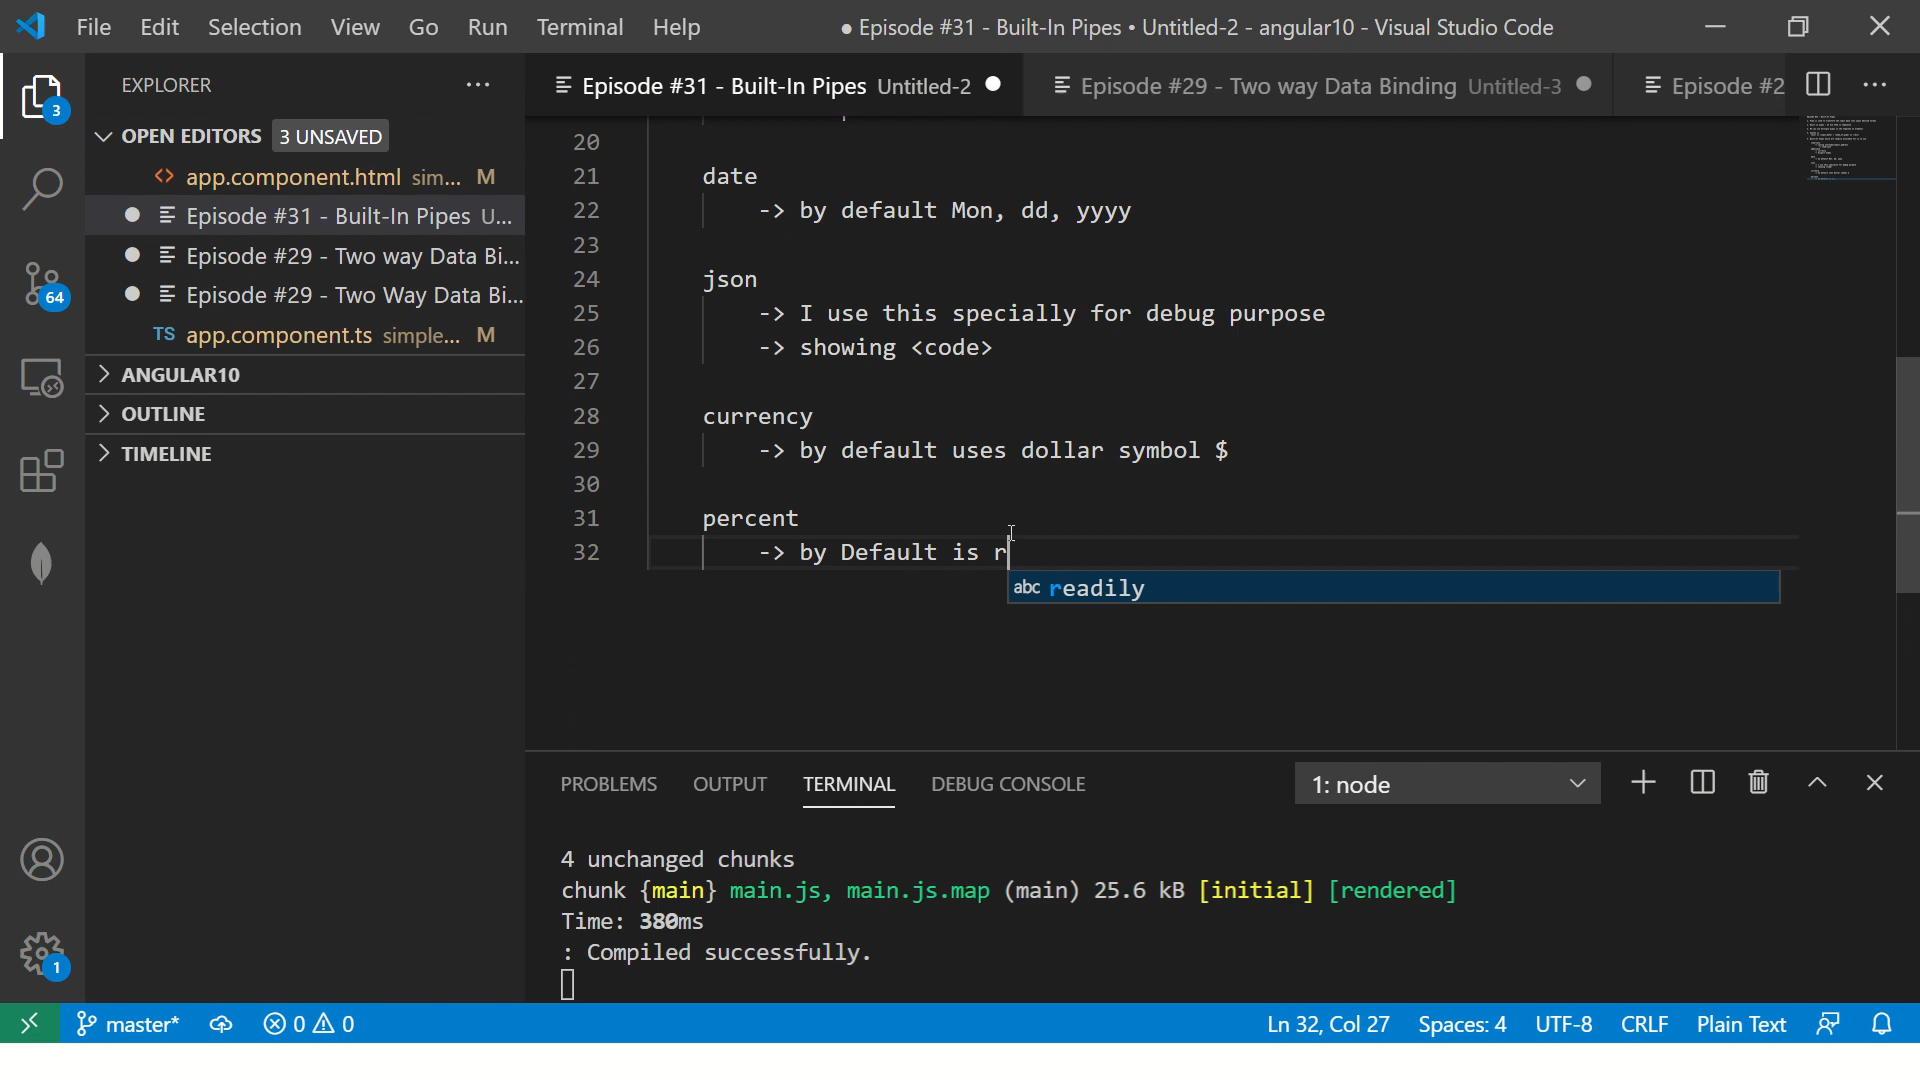 File Edit Selection View Go Run Terminal Help ● Episode #31 - Built-In Pipes • Untitled-2 - angular10 - Visual Studio Code
EXPLORER
Episode #31 - Built-In Pipes Untitled-2
Episode #29 - Two way Data Binding Untitled-3
Episode #2
3
OPEN EDITORS 3 UNSAVED
<> app.component.html sim... M
Episode #31 - Built-In Pipes U...
Episode #29 - Two way Data Bi...
Episode #29 - Two Way Data Bi...
TS app.component.ts simple... M
64
ANGULAR10
OUTLINE
TIMELINE
20
21 date
22 -> by default Mon, dd, yyyy
23
24 json
25 -> I use this specially for debug purpose
26 -> showing <code>
27
28 currency
29 -> by default uses dollar symbol $
30
31 percent
32 -> by Default is r
abc readily
PROBLEMS OUTPUT TERMINAL DEBUG CONSOLE 1: node
4 unchanged chunks
chunk {main} main.js, main.js.map (main) 25.6 kB [initial] [rendered]
Time: 380ms
: Compiled successfully.
1
master* 0 0 Ln 32, Col 27 Spaces: 4 UTF-8 CRLF Plain Text